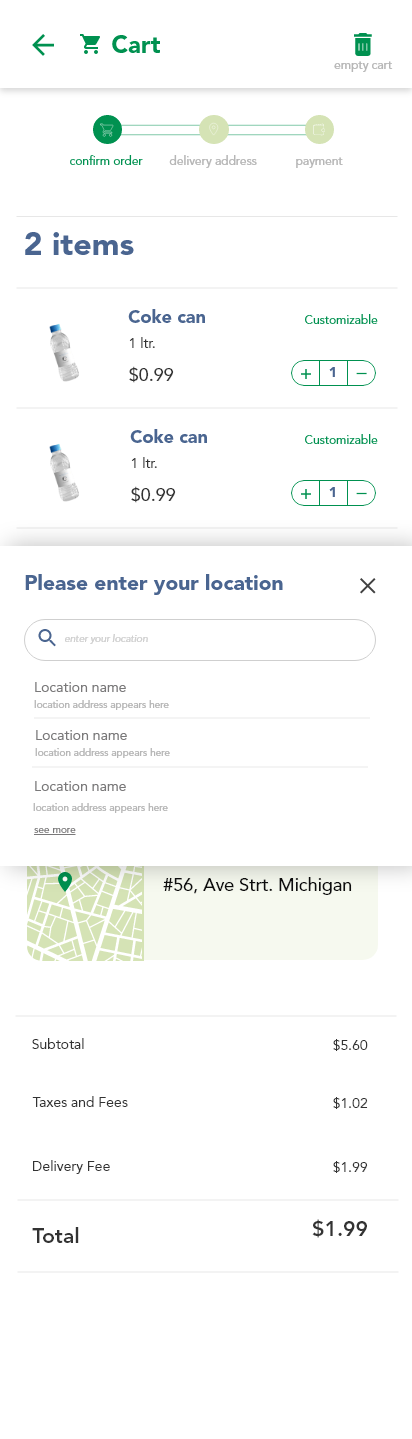 Cart
empty cart
confirm order
delivery address
payment
2 items
Coke can
Customizable
1 ltr.
$0.99
+ 1 −
Coke can
Customizable
1 ltr.
$0.99
+ 1 −
Please enter your location
enter your location
Location name
location address appears here
Location name
location address appears here
Location name
location address appears here
see more
#56, Ave Strt. Michigan
Subtotal $5.60
Taxes and Fees $1.02
Delivery Fee $1.99
Total $1.99